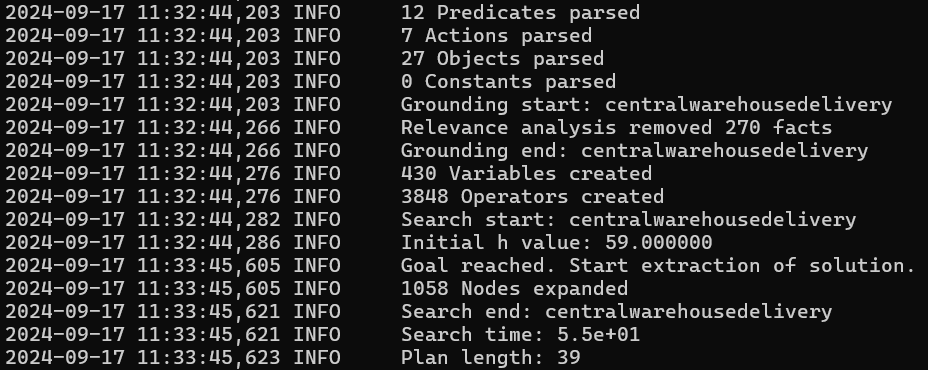 2024-09-17 11:32:44,203 INFO     12 Predicates parsed
2024-09-17 11:32:44,203 INFO     7 Actions parsed
2024-09-17 11:32:44,203 INFO     27 Objects parsed
2024-09-17 11:32:44,203 INFO     0 Constants parsed
2024-09-17 11:32:44,203 INFO     Grounding start: centralwarehousedelivery
2024-09-17 11:32:44,266 INFO     Relevance analysis removed 270 facts
2024-09-17 11:32:44,266 INFO     Grounding end: centralwarehousedelivery
2024-09-17 11:32:44,276 INFO     430 Variables created
2024-09-17 11:32:44,276 INFO     3848 Operators created
2024-09-17 11:32:44,282 INFO     Search start: centralwarehousedelivery
2024-09-17 11:32:44,286 INFO     Initial h value: 59.000000
2024-09-17 11:33:45,605 INFO     Goal reached. Start extraction of solution.
2024-09-17 11:33:45,605 INFO     1058 Nodes expanded
2024-09-17 11:33:45,621 INFO     Search end: centralwarehousedelivery
2024-09-17 11:33:45,621 INFO     Search time: 5.5e+01
2024-09-17 11:33:45,623 INFO     Plan length: 39